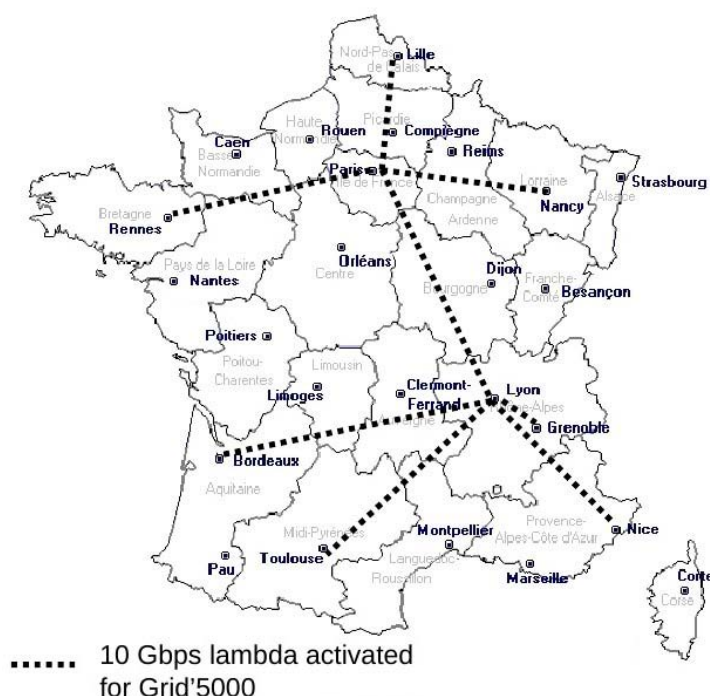 Nord-Pas
de Calais
Lille
Haute
Normandie
Rouen
Picardie
Compiègne
Caen
Basse
Normandie
Reims
Paris
Ile de France
Lorraine
Nancy
Strasbourg
Alsace
Champagne
Ardenne
Bretagne
Rennes
Pays de la Loire
Nantes
Orléans
Centre
Dijon
Bourgogne
Franche-
Comté
Besançon
Poitiers
Poitou-
Charentes
Limousin
Limoges
Clermont-
Ferrand
Lyon
Grenoble
Bordeaux
Aquitaine
Midi-Pyrénées
Toulouse
Pau
Montpellier
Languedoc-
Roussillon
Provence-
Alpes-Côte d'Azur
Nice
Marseille
Corte
Corse
10 Gbps lambda activated
for Grid'5000